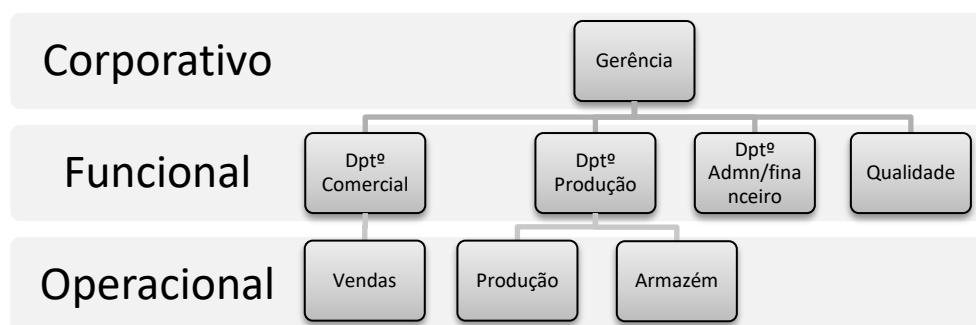 Corporativo
Gerência
Funcional
Dptº
Comercial
Dptº
Produção
Dptº
Admn/fina
nceiro
Qualidade
Operacional
Vendas
Produção
Armazém